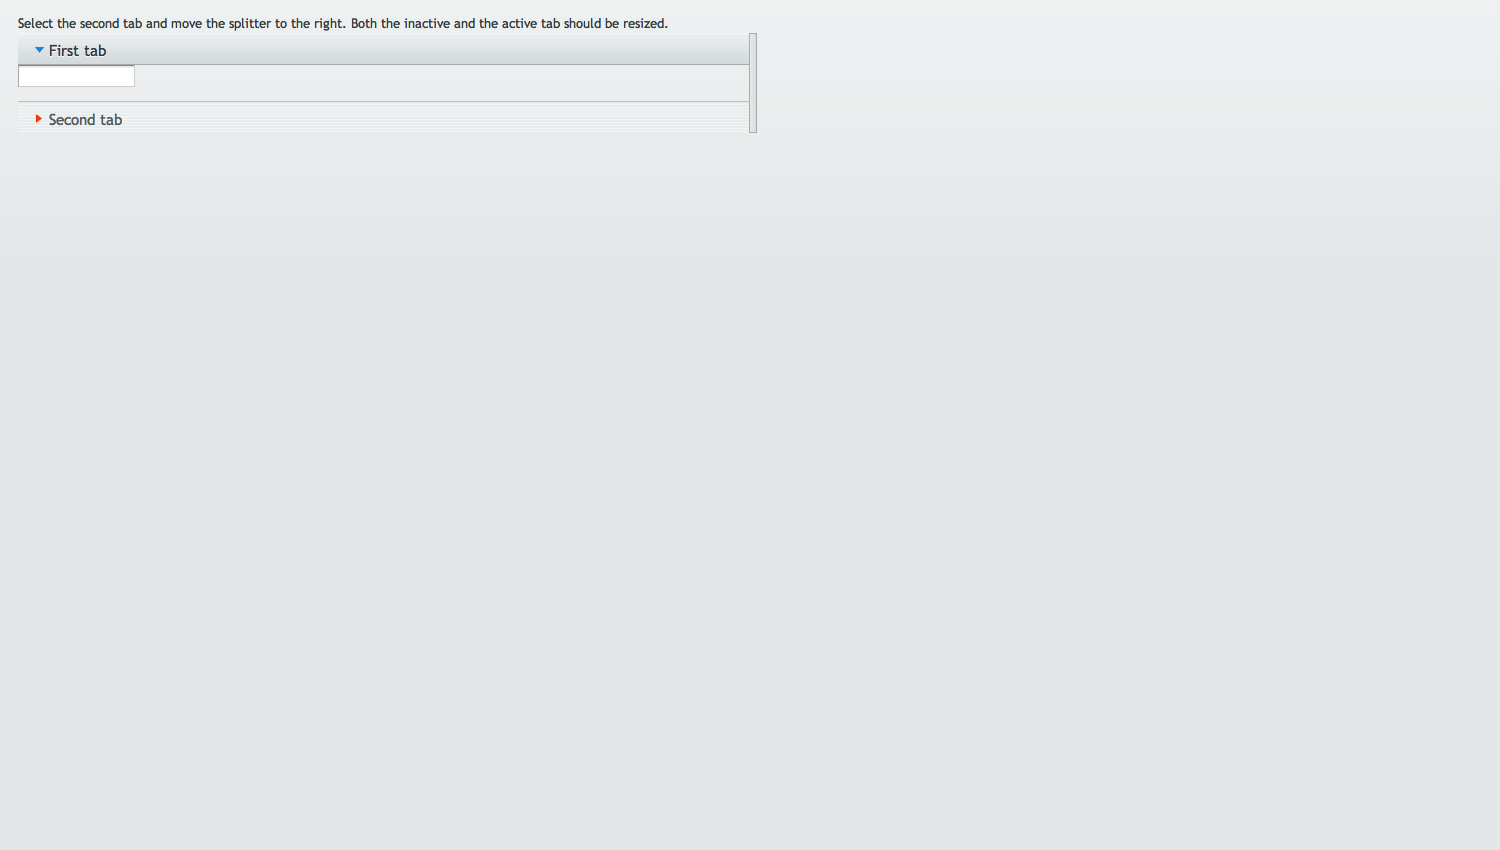 Select the second tab and move the splitter to the right. Both the inactive and the active tab should be resized.
First tab
Second tab